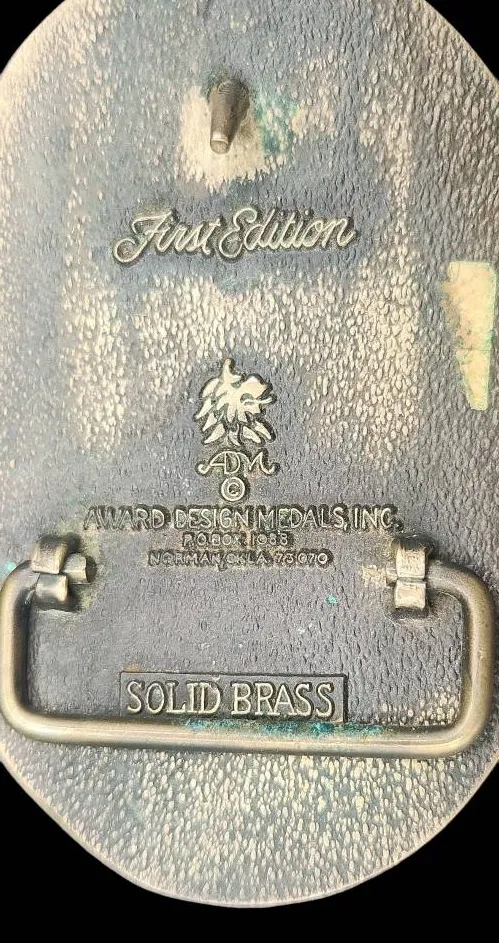 First Edition
ADM
©
AWARD DESIGN MEDALS, INC.
P.O. BOX 1988
NORMAN, OKLA. 73070
SOLID BRASS